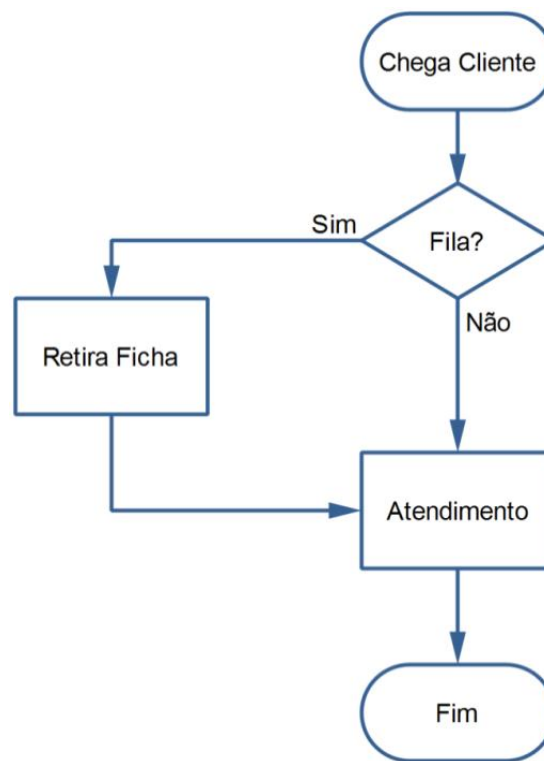 Chega Cliente
Sim
Fila?
Não
Retira Ficha
Atendimento
Fim